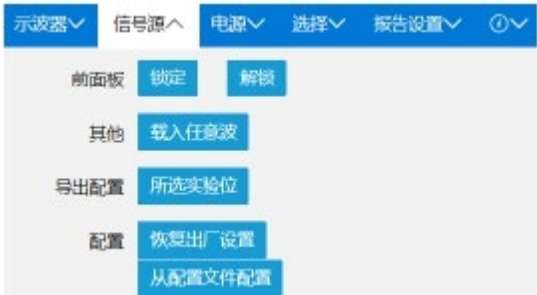 示波器 信号源 电源 选择 报告设置
前面板 锁定 解锁
其他 载入任意波
导出配置 所选实验位
配置 恢复出厂设置
从配置文件配置